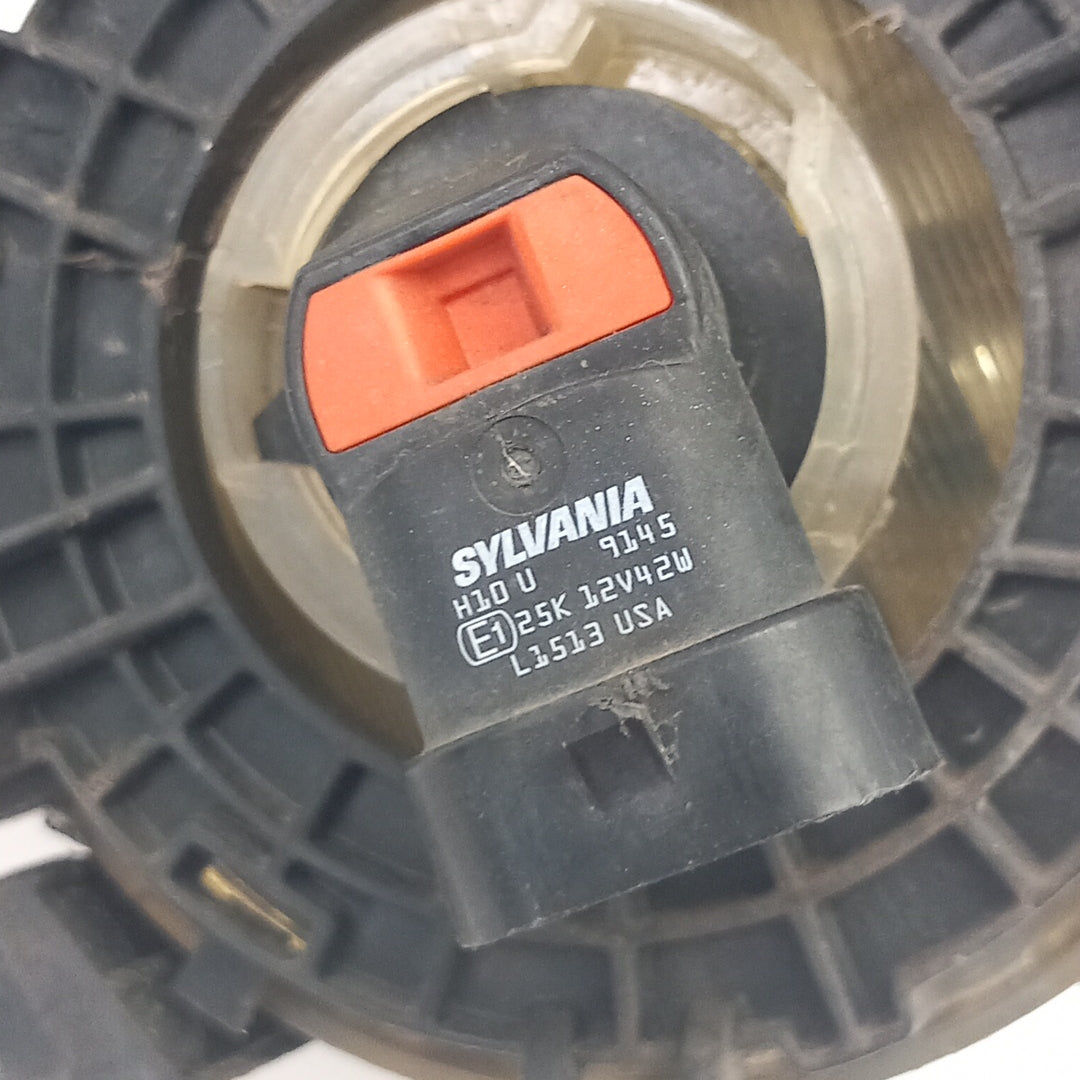 SYLVANIA
H10 U 9145
E1 25K 12V42W
L1513 USA